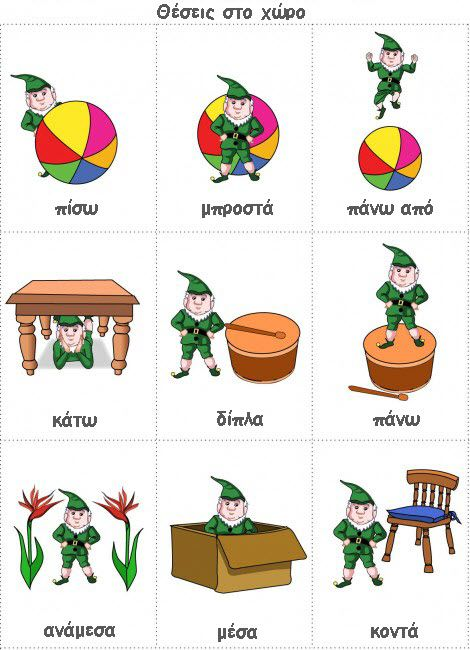 Θέσεις στο χώρο
πίσω
μπροστά
πάνω από
κάτω
δίπλα
πάνω
ανάμεσα
μέσα
κοντά